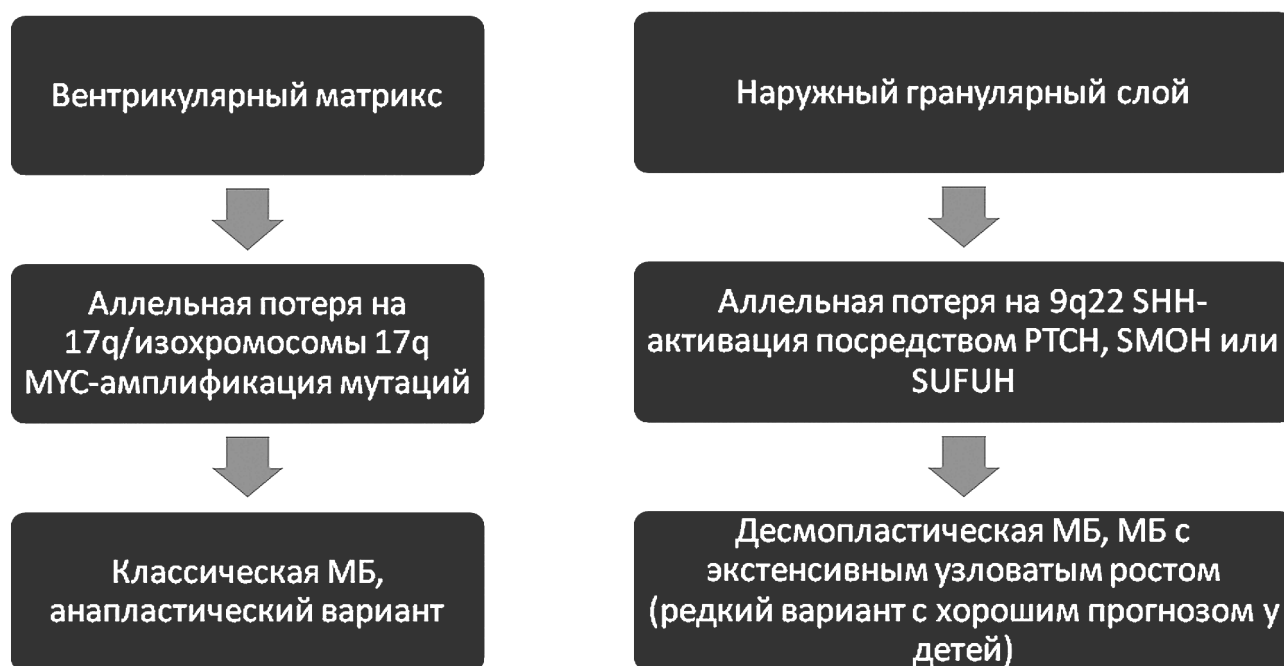 Вентрикулярный матрикс
Аллельная потеря на
17q/изохромосомы 17q
MYC-амплификация мутаций
Классическая МБ,
анапластический вариант
Наружный гранулярный слой
Аллельная потеря на 9q22 SHH-
активация посредством PTCH, SMOH или
SUFUH
Десмопластическая МБ, МБ с
экстенсивным узловатым ростом
(редкий вариант с хорошим прогнозом у
детей)